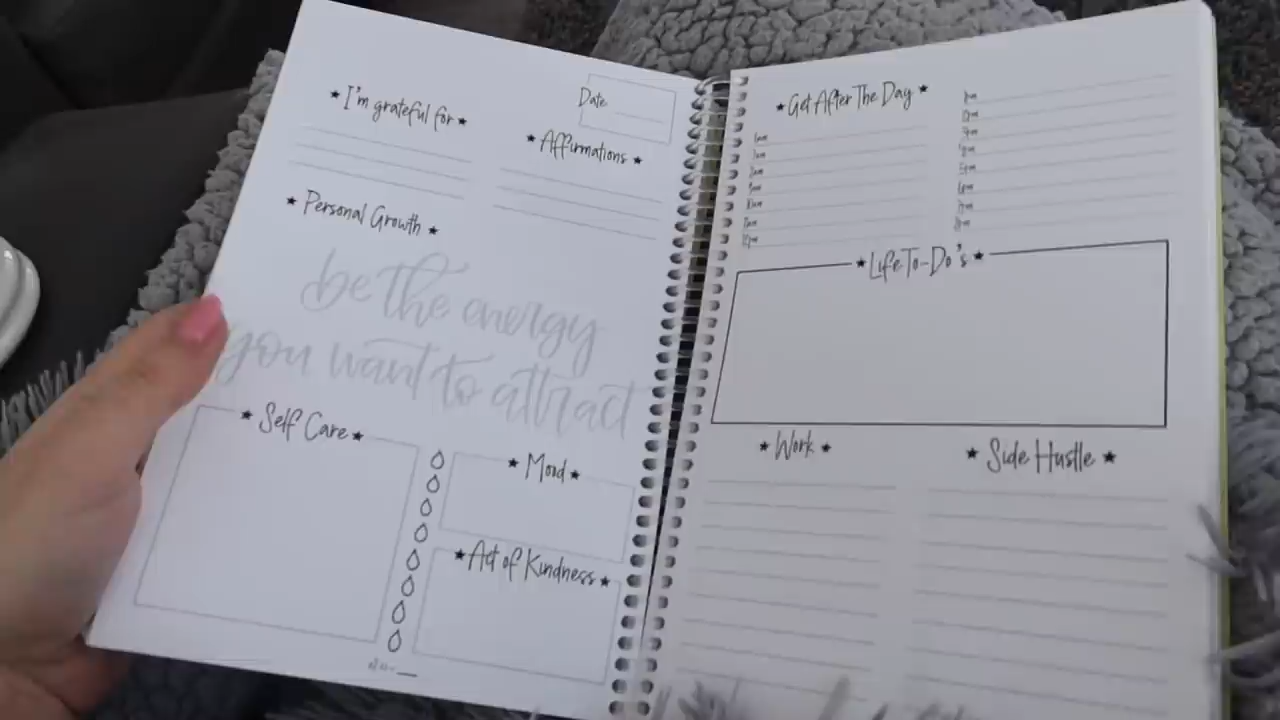 ★ I'm grateful for ★
Date
★ Affirmations ★
★ Personal Growth ★
be the energy
you want to attract
★ Self Care ★
★ Mood ★
★ Act of Kindness ★
★ Get After The Day ★
★ Life To-Do's ★
★ Work ★
★ Side Hustle ★